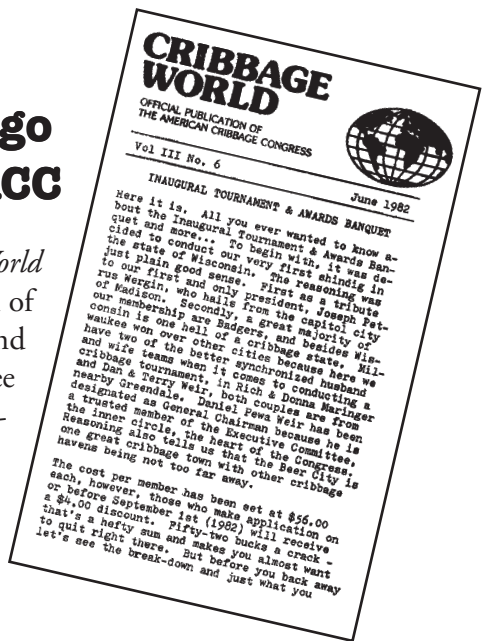 go
ACC
World
of
nd
ee
-
CRIBBAGE
WORLD
OFFICIAL PUBLICATION OF
THE AMERICAN CRIBBAGE CONGRESS
Vol III No. 6
June 1982
INAUGURAL TOURNAMENT & AWARDS BANQUET
Here it is. All you ever wanted to know a-
bout the Inaugural Tournament & Awards Ban-
quet and more... To begin with, it was de-
cided to conduct our very first shindig in
the state of Wisconsin. The reasoning was
just plain good sense. First as a tribute
to our first and only president, Joseph Pet-
rus Wergin, who hails from the capitol city
of Madison. Secondly, a great majority of
our membership are Badgers, and besides Wis-
consin is one hell of a cribbage state. Mil-
waukee won over other cities because here we
have two of the better synchronized husband
and wife teams when it comes to conducting a
cribbage tournament, in Rich & Donna Maringer
and Dan & Terry Weir, both couples are from
nearby Greendale. Daniel Pewa Weir has been
designated as General Chairman because he is
a trusted member of the Executive Committee,
the inner circle, the heart of the Congress.
Reasoning also tells us that the Beer City is
one great cribbage town with other cribbage
havens being not too far away.
The cost per member has been set at $56.00
each, however, those who make application on
or before September 1st (1982) will receive
a $4.00 discount. Fifty-two bucks a crack -
that's a hefty sum and makes you almost want
to quit right there. But before you back away
let's see the break-down and just what you